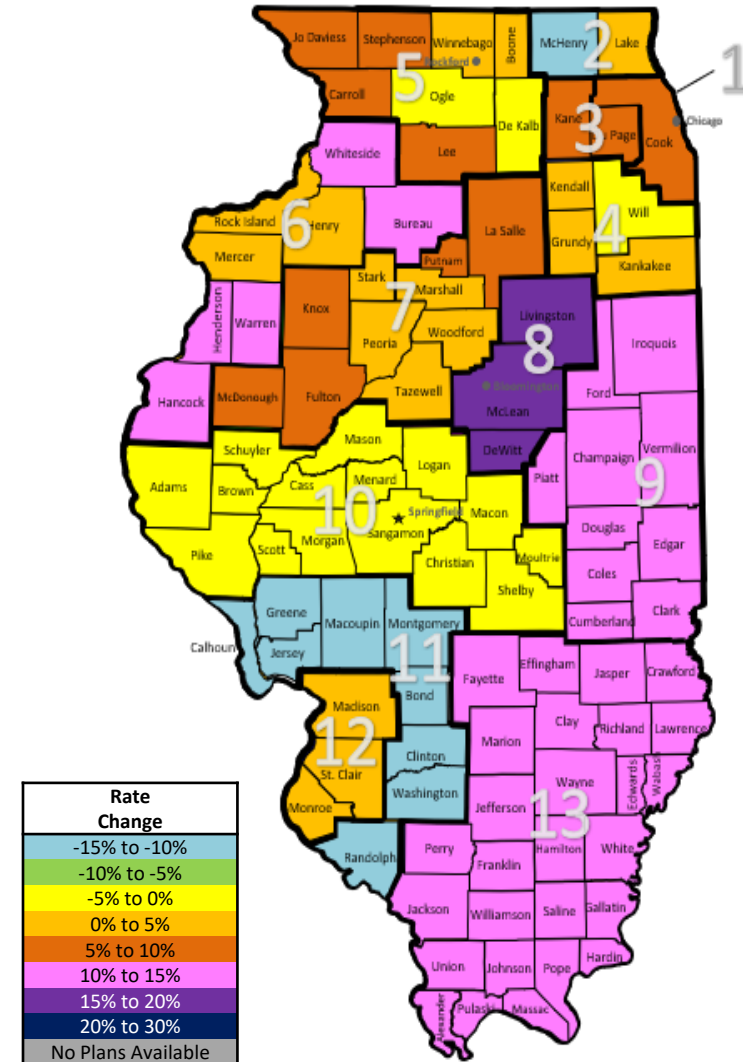 Jo Daviess
Stephenson
Winnebago
Boone
McHenry
2
Lake
Rockford
1
5
Carroll
Ogle
De Kalb
Kane
3
Page
Cook
Chicago
Whiteside
Lee
Kendall
Will
Rock Island
6
Henry
Bureau
La Salle
Grundy
4
Mercer
Putnam
Kankakee
Stark
7
Marshall
Henderson
Warren
Knox
Livingston
Iroquois
Peoria
Woodford
8
Hancock
McDonough
Fulton
Tazewell
Bloomington
McLean
Ford
Mason
DeWitt
Schuyler
Logan
Champaign
Vermilion
Adams
Brown
Cass
Menard
Piatt
9
10
Springfield
Macon
Sangamon
Douglas
Edgar
Pike
Scott
Morgan
Christian
Moultrie
Coles
Shelby
Greene
Macoupin
Montgomery
Cumberland
Clark
Calhoun
Jersey
11
Fayette
Effingham
Jasper
Crawford
Bond
Madison
Clay
Richland
Lawrence
12
Marion
St. Clair
Clinton
Wayne
Edwards
Wabash
Washington
Monroe
Jefferson
13
Randolph
Perry
Hamilton
White
Franklin
Jackson
Williamson
Saline
Gallatin
Union
Johnson
Pope
Hardin
Alexander
Pulaski
Massac
Rate
Change
-15% to -10%
-10% to -5%
-5% to 0%
0% to 5%
5% to 10%
10% to 15%
15% to 20%
20% to 30%
No Plans Available